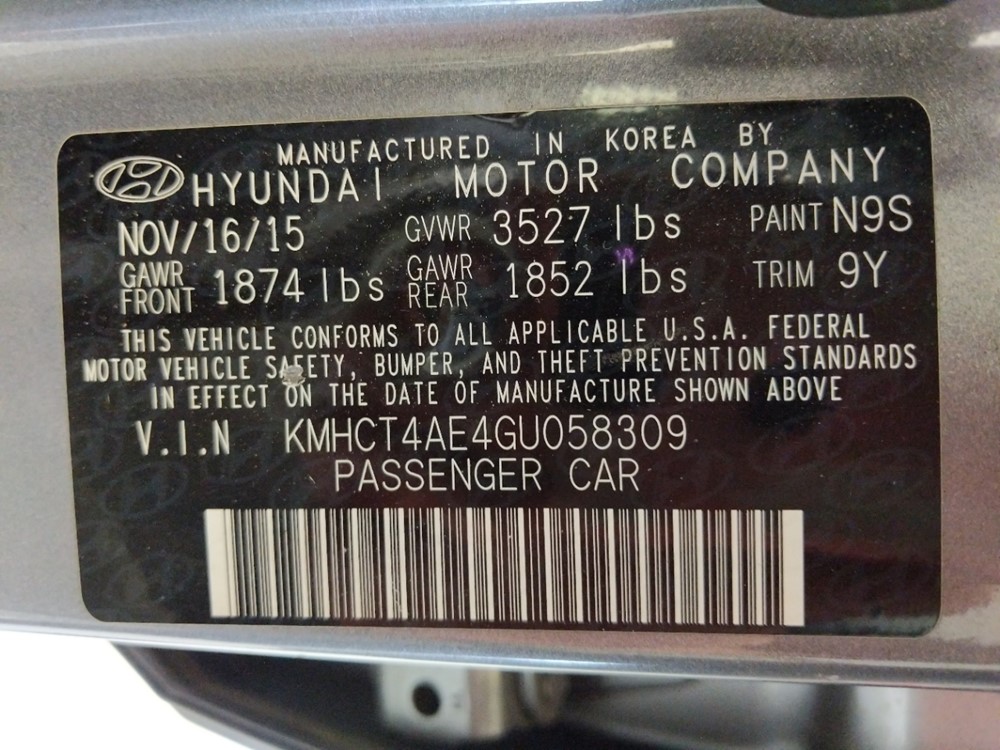 MANUFACTURED IN KOREA BY
HYUNDAI MOTOR COMPANY
NOV/16/15 GVWR 3527 lbs PAINT N9S
GAWR FRONT 1874 lbs GAWR REAR 1852 lbs TRIM 9Y
THIS VEHICLE CONFORMS TO ALL APPLICABLE U.S.A. FEDERAL
MOTOR VEHICLE SAFETY, BUMPER, AND THEFT PREVENTION STANDARDS
IN EFFECT ON THE DATE OF MANUFACTURE SHOWN ABOVE
V.I.N KMHCT4AE4GU058309
PASSENGER CAR